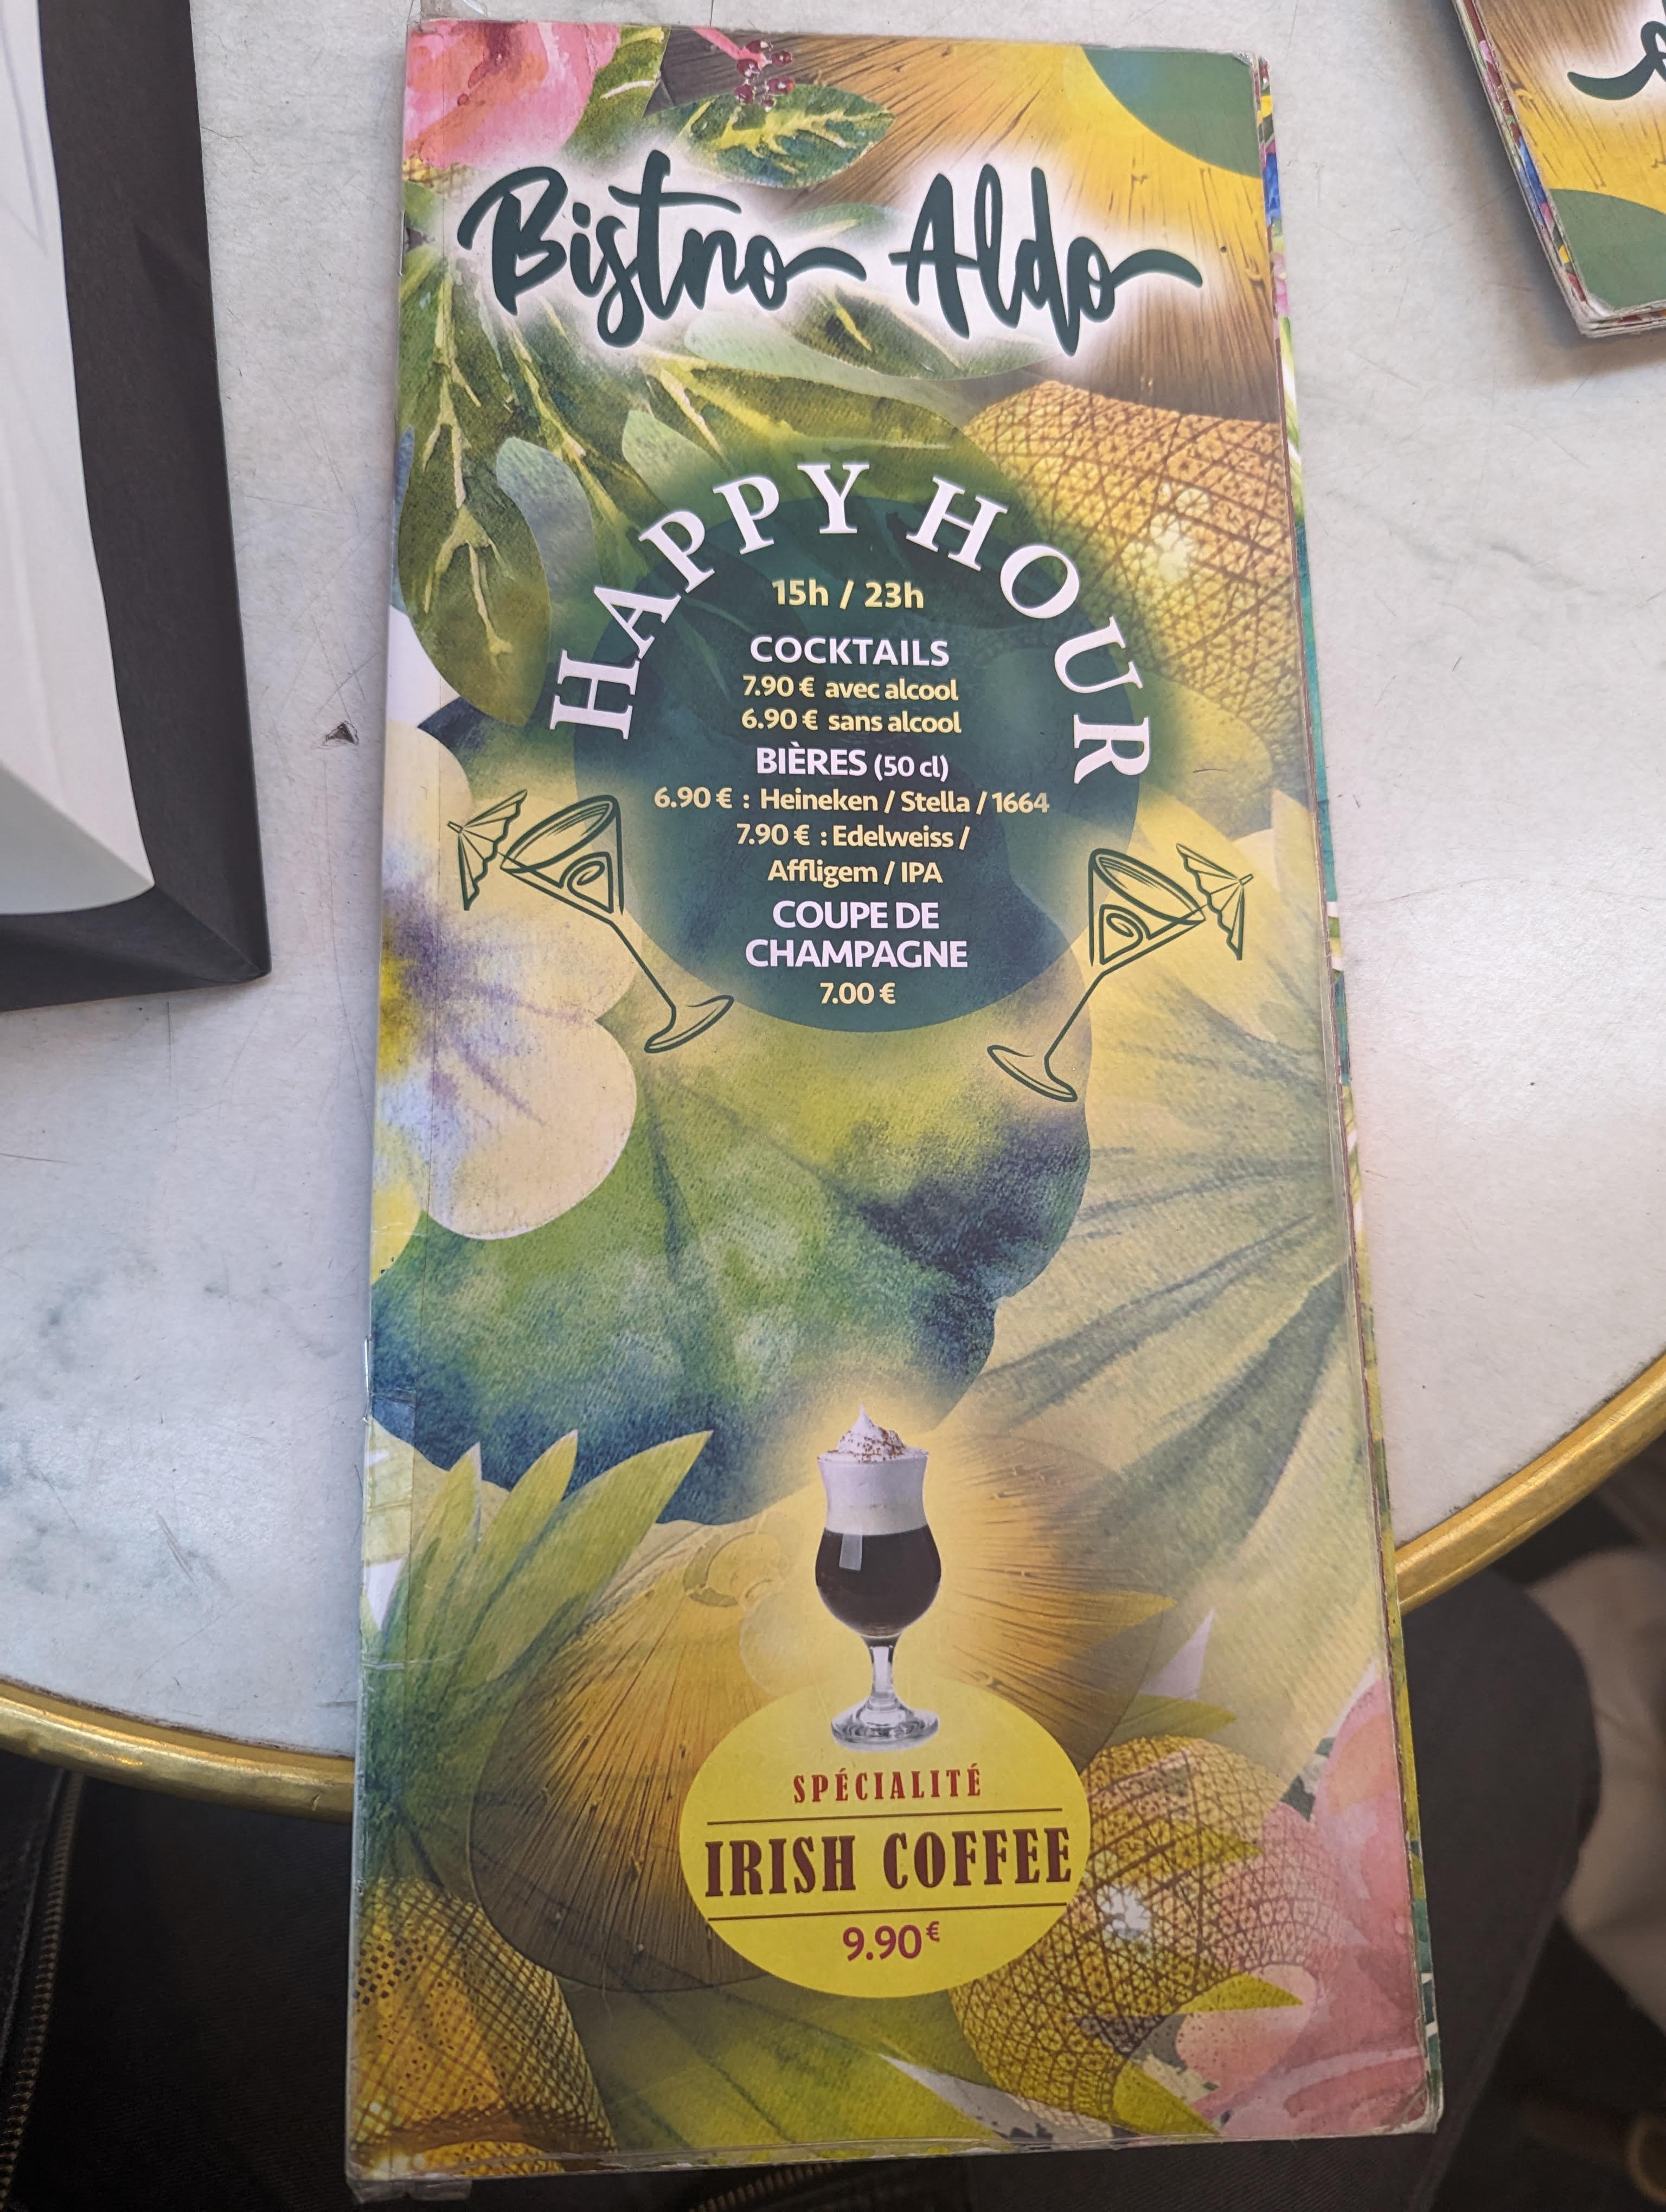 Bistro Aldo
HAPPY HOUR
15h / 23h
COCKTAILS
7.90 € avec alcool
6.90 € sans alcool
BIÈRES (50 cl)
6.90 € : Heineken / Stella / 1664
7.90 € : Edelweiss /
Affligem / IPA
COUPE DE
CHAMPAGNE
7.00 €
SPÉCIALITÉ
IRISH COFFEE
9.90€